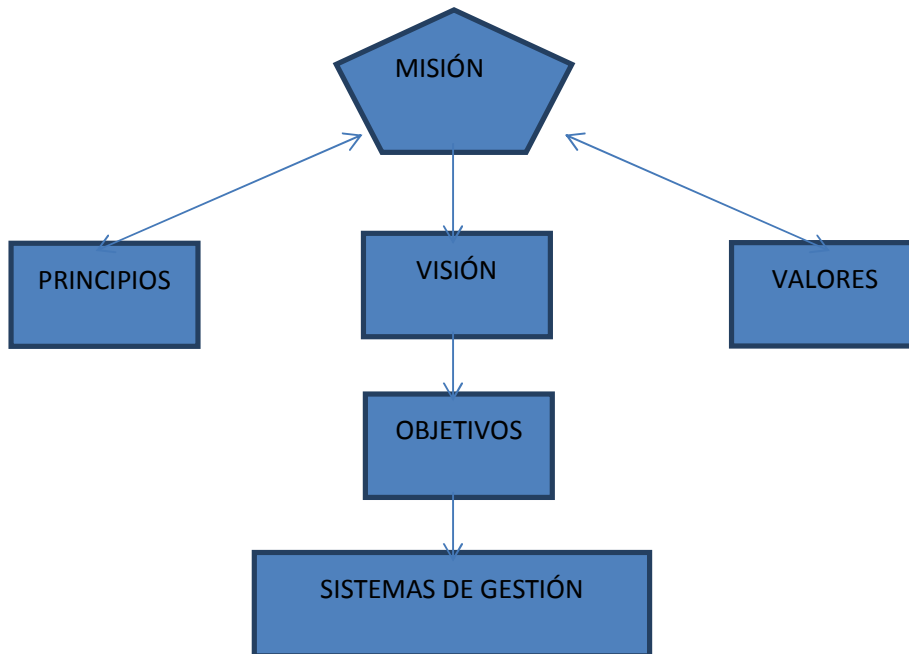 MISIÓN
PRINCIPIOS
VISIÓN
VALORES
OBJETIVOS
SISTEMAS DE GESTIÓN